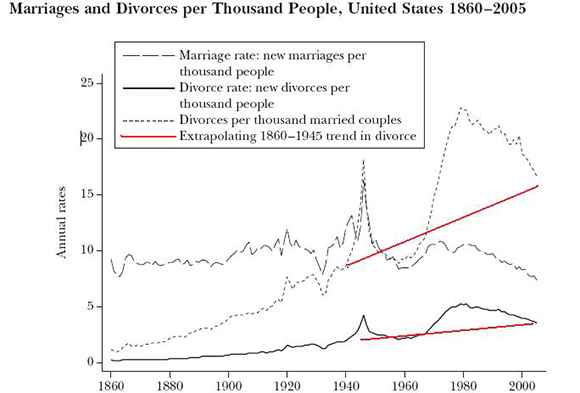 Marriages and Divorces per Thousand People, United States 1860–2005
Marriage rate: new marriages per
thousand people
Divorce rate: new divorces per
thousand people
Divorces per thousand married couples
Extrapolating 1860–1945 trend in divorce
25
20
15
10
5
0
Annual rates
1860
1880
1900
1920
1940
1960
1980
2000